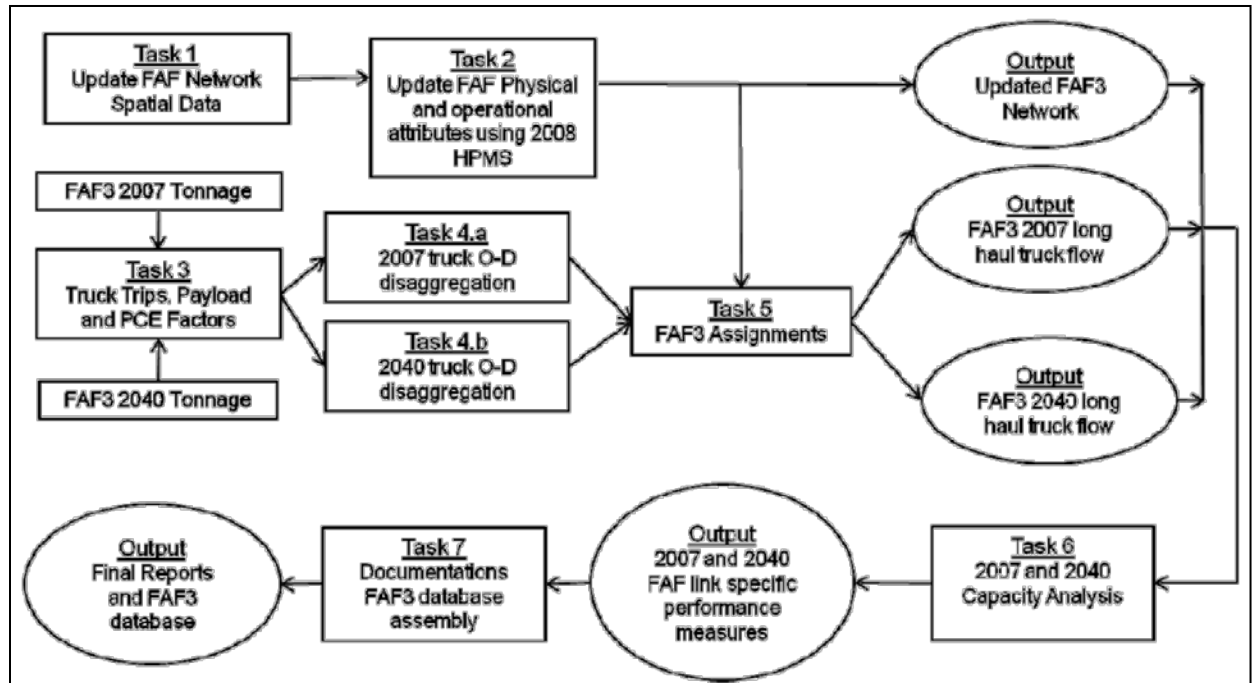 Task 1
Update FAF Network
Spatial Data
Task 2
Update FAF Physical
and operational
attributes using 2008
HPMS
Output
Updated FAF3
Network
FAF3 2007 Tonnage
Task 3
Truck Trips, Payload
and PCE Factors
FAF3 2040 Tonnage
Task 4.a
2007 truck O-D
disaggregation
Task 4.b
2040 truck O-D
disaggregation
Task 5
FAF3 Assignments
Output
FAF3 2007 long
haul truck flow
Output
FAF3 2040 long
haul truck flow
Output
Final Reports
and FAF3
database
Task 7
Documentations
FAF3 database
assembly
Output
2007 and 2040
FAF link specific
performance
measures
Task 6
2007 and 2040
Capacity Analysis